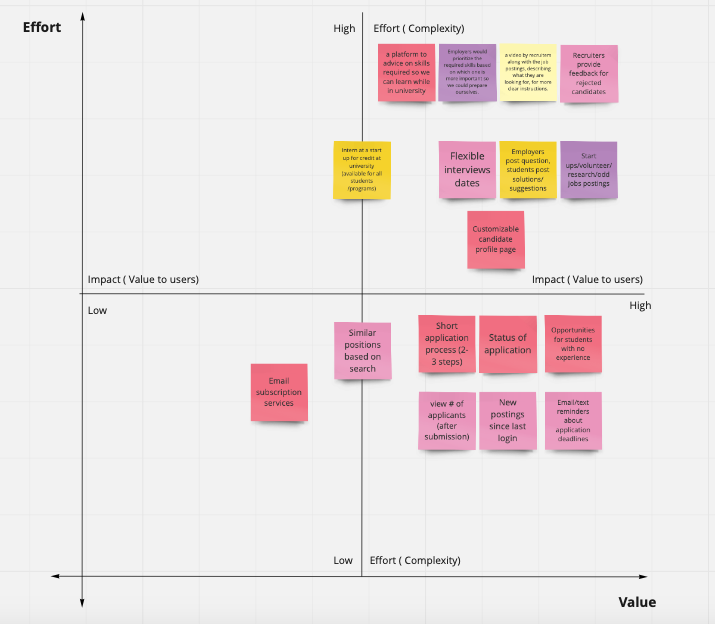 Effort
High
Effort ( Complexity)
a platform to
advice on skills
required so we
can learn while
in university
Employers would
prioritize the
required skills based
on which one is
more important so
we could prepare
ourselves.
a video by recruiters
along with the job
postings, describing
what they are
looking for, for more
clear instructions.
Recruiters
provide
feedback for
rejected
candidates
Intern at a start
up for credit at
university
(available for all
students
/programs)
Flexible
interviews
dates
Employers
post question,
students post
solutions/
suggestions
Start
ups/volunteer/
research/odd
jobs postings
Customizable
candidate
profile page
Impact ( Value to users)
Impact ( Value to users)
Low
High
Similar
positions
based on
search
Short
application
process (2-
3 steps)
Status of
application
Opportunities
for students
with no
experience
Email
subscription
services
view # of
applicants
(after
submission)
New
postings
since last
login
Email/text
reminders
about
application
deadlines
Low
Effort ( Complexity)
Value